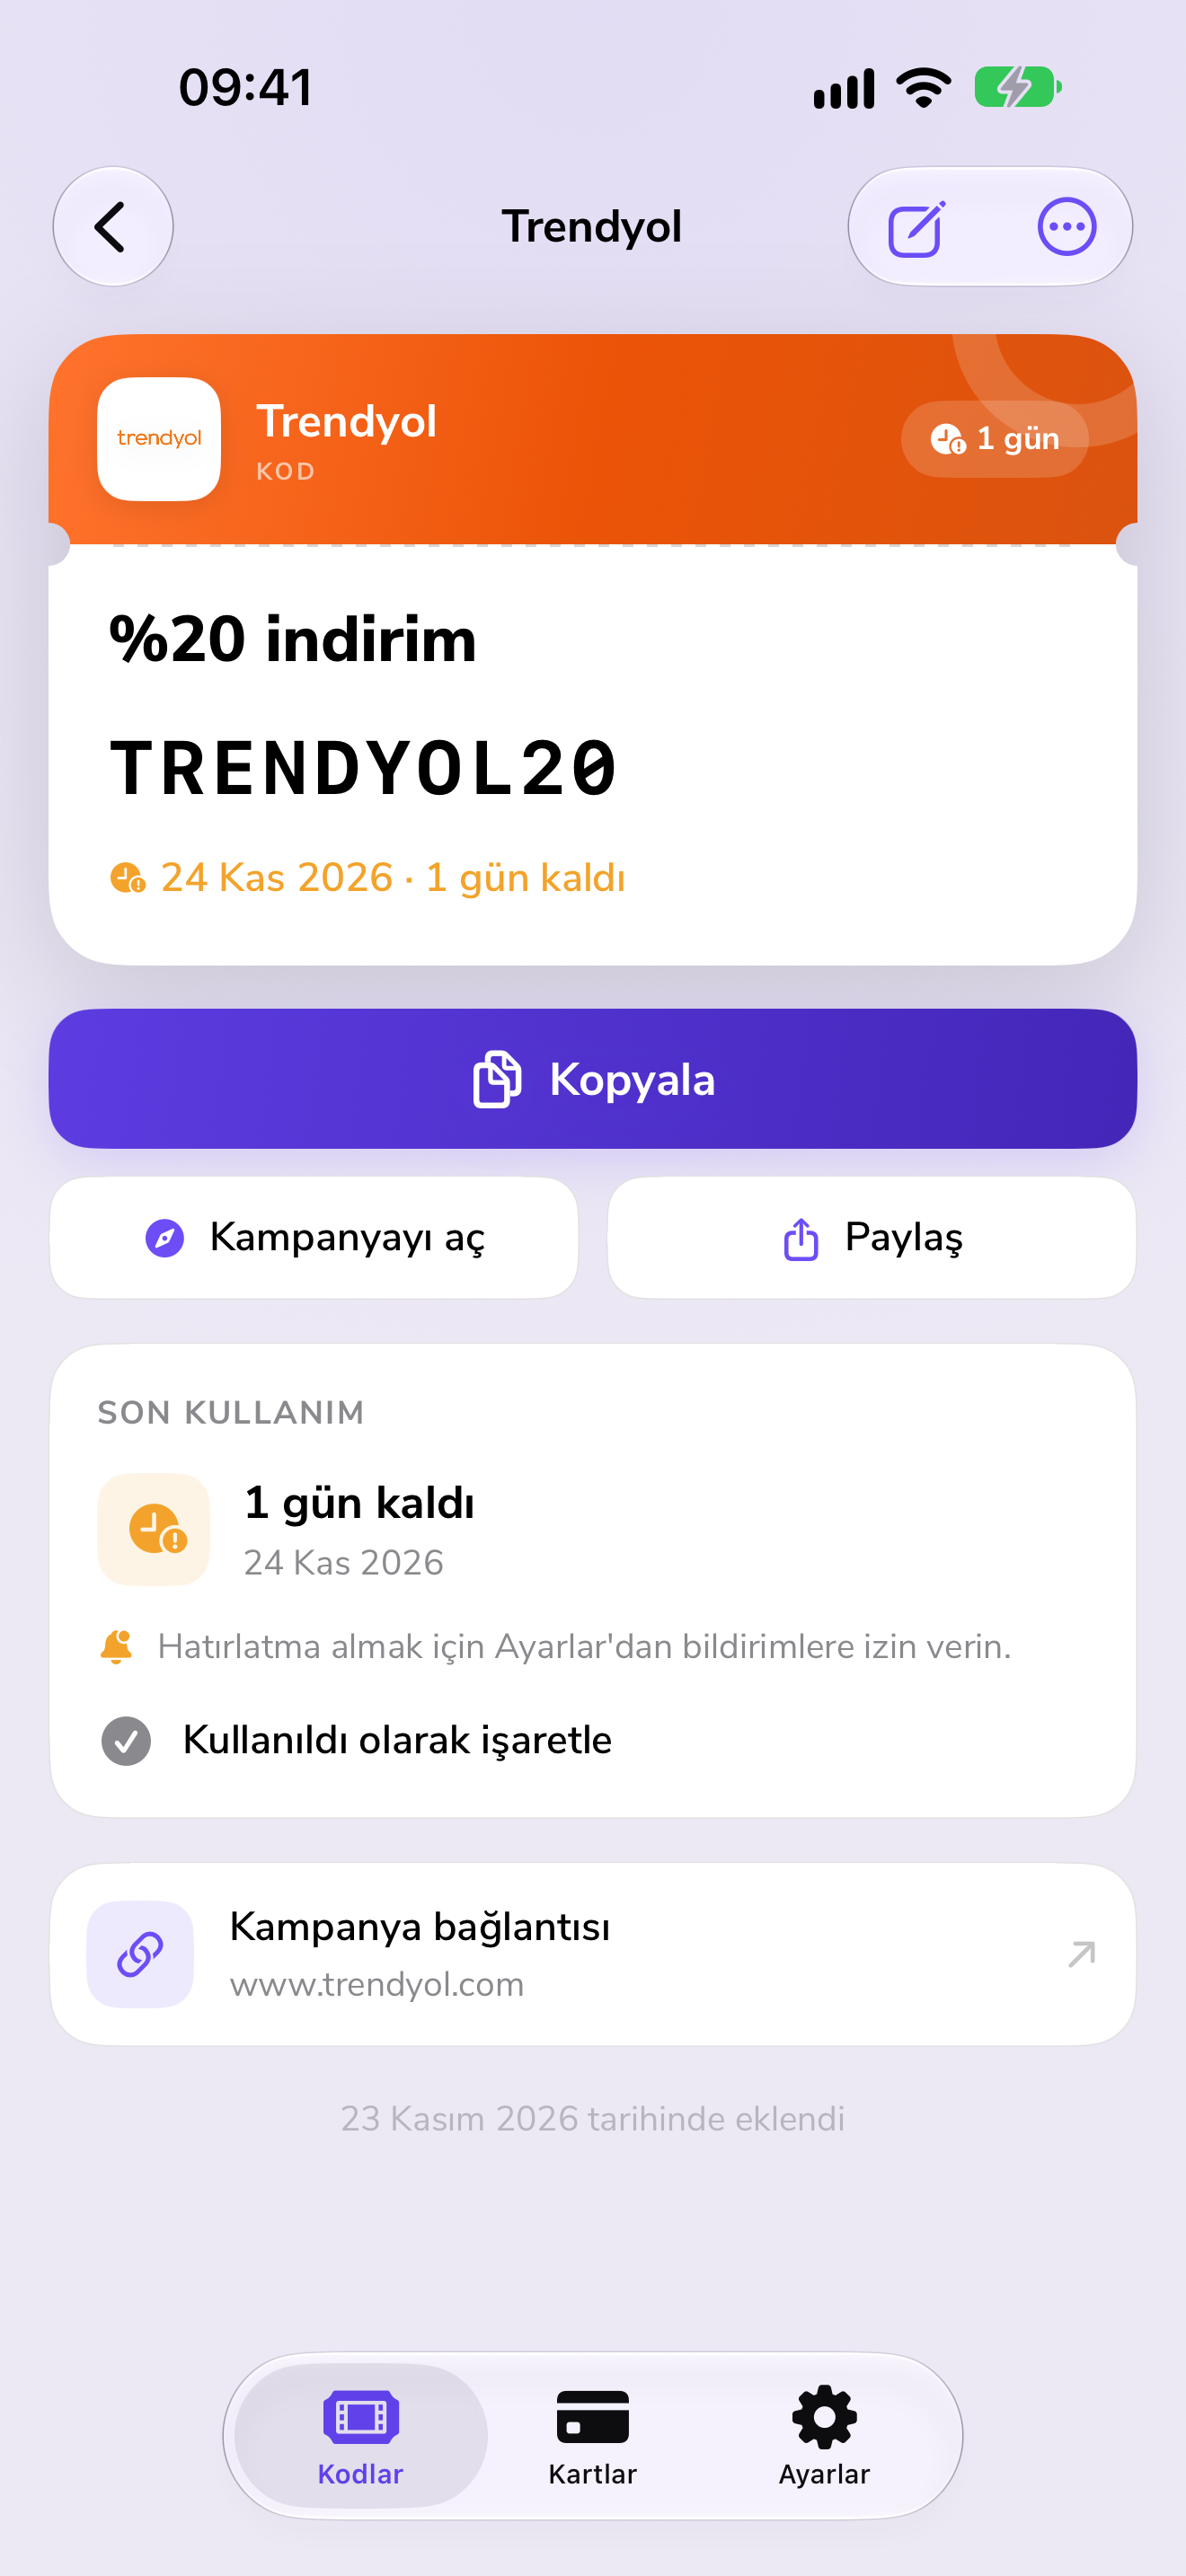 09:41
Trendyol
trendyol
Trendyol
KOD
1 gün
%20 indirim
TRENDYOL20
24 Kas 2026 · 1 gün kaldı
Kopyala
Kampanyayı aç
Paylaş
SON KULLANIM
1 gün kaldı
24 Kas 2026
Hatırlatma almak için Ayarlar'dan bildirimlere izin verin.
Kullanıldı olarak işaretle
Kampanya bağlantısı
www.trendyol.com
23 Kasım 2026 tarihinde eklendi
Kodlar
Kartlar
Ayarlar